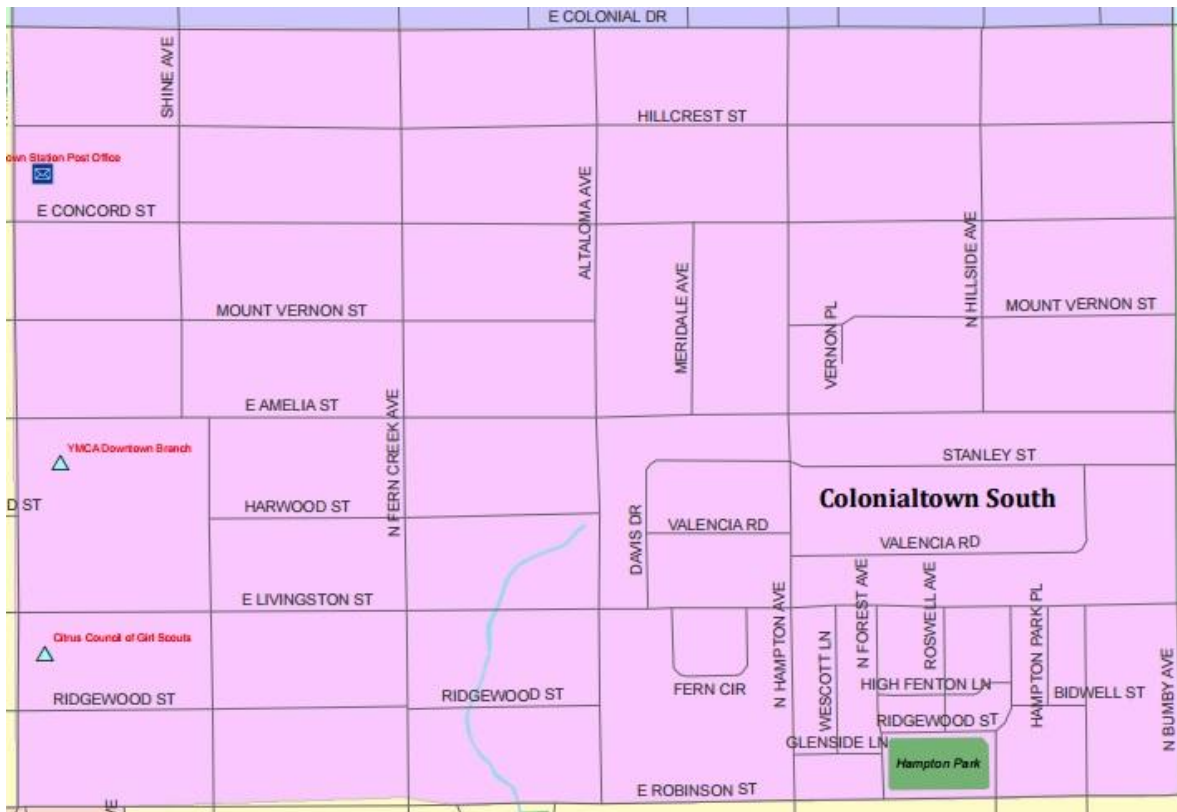 E COLONIAL DR
SHINE AVE
HILLCREST ST
own Station Post Office
E CONCORD ST
ALTALOMA AVE
MERIDALE AVE
N HILLSIDE AVE
MOUNT VERNON ST
MOUNT VERNON ST
VERNON PL
E AMELIA ST
N FERN CREEK AVE
YMCA Downtown Branch
STANLEY ST
Colonialtown South
D ST
HARWOOD ST
DAVIS DR
VALENCIA RD
VALENCIA RD
E LIVINGSTON ST
N HAMPTON AVE
WESCOTT LN
N FOREST AVE
ROSWELL AVE
HAMPTON PARK PL
N BUMBY AVE
Citrus Council of Girl Scouts
RIDGEWOOD ST
RIDGEWOOD ST
FERN CIR
HIGH FENTON LN
BIDWELL ST
RIDGEWOOD ST
GLENSIDE LN
Hampton Park
E ROBINSON ST
VE